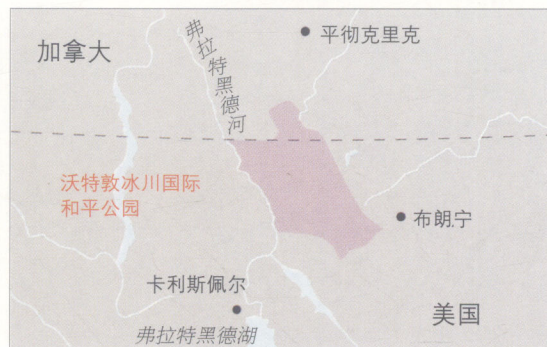 加拿大
弗拉特黑德河
平彻克里克
沃特敦冰川国际
和平公园
布朗宁
卡利斯佩尔
弗拉特黑德湖
美国